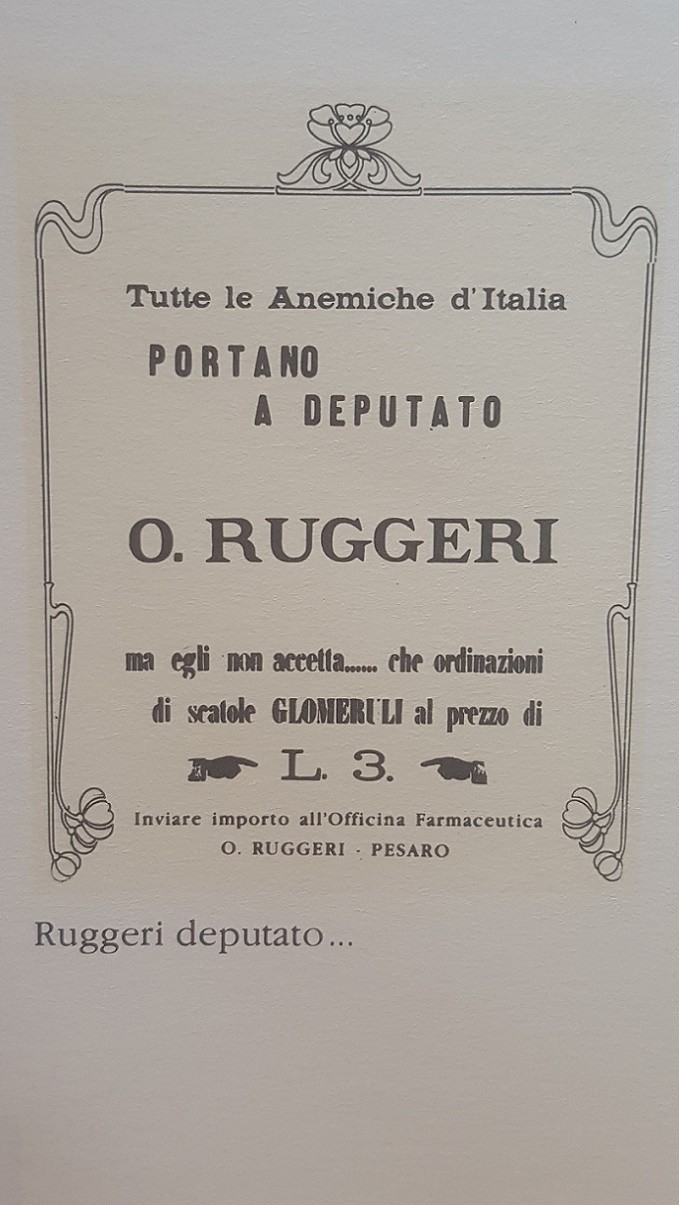 Tutte le Anemiche d'Italia
PORTANO
A DEPUTATO
O. RUGGERI
ma egli non accetta...... che ordinazioni
di scatole GLOMERULI al prezzo di
L. 3.
Inviare importo all'Officina Farmaceutica
O. RUGGERI - PESARO
Ruggeri deputato...